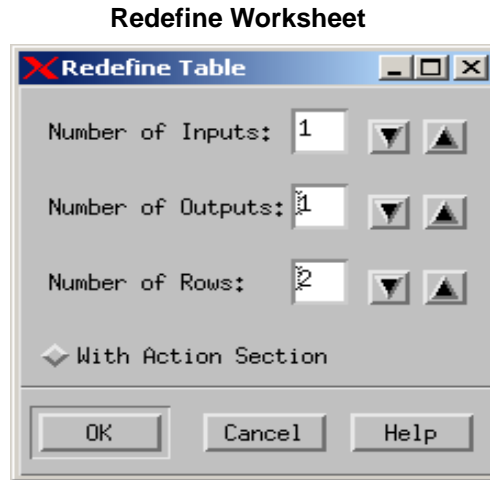 Redefine Worksheet
Redefine Table
Number of Inputs: 1
Number of Outputs: 1
Number of Rows: 2
With Action Section
OK Cancel Help